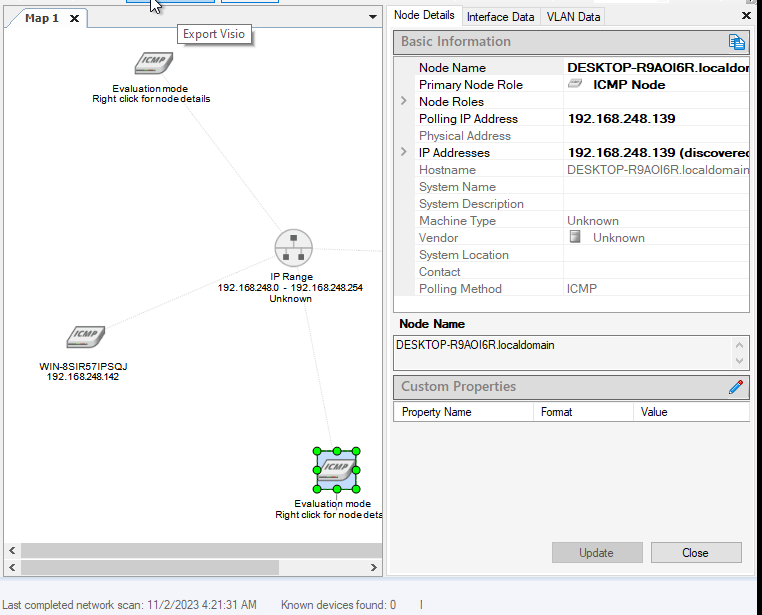 Map 1
Export Visio
ICMP
Evaluation mode
Right click for node details
IP Range
192.168.248.0 - 192.168.248.254
Unknown
ICMP
WIN-8SIR57IPSQJ
192.168.248.142
ICMP
Evaluation mode
Right click for node deta
Node Details Interface Data VLAN Data
Basic Information
Node Name DESKTOP-R9AOI6R.localdor
Primary Node Role ICMP Node
Node Roles
Polling IP Address 192.168.248.139
Physical Address
IP Addresses 192.168.248.139 (discovered
Hostname DESKTOP-R9AOI6R.localdomain
System Name
System Description
Machine Type Unknown
Vendor Unknown
System Location
Contact
Polling Method ICMP
Node Name
DESKTOP-R9AOI6R.localdomain
Custom Properties
Property Name Format Value
Update Close
Last completed network scan: 11/2/2023 4:21:31 AM Known devices found: 0